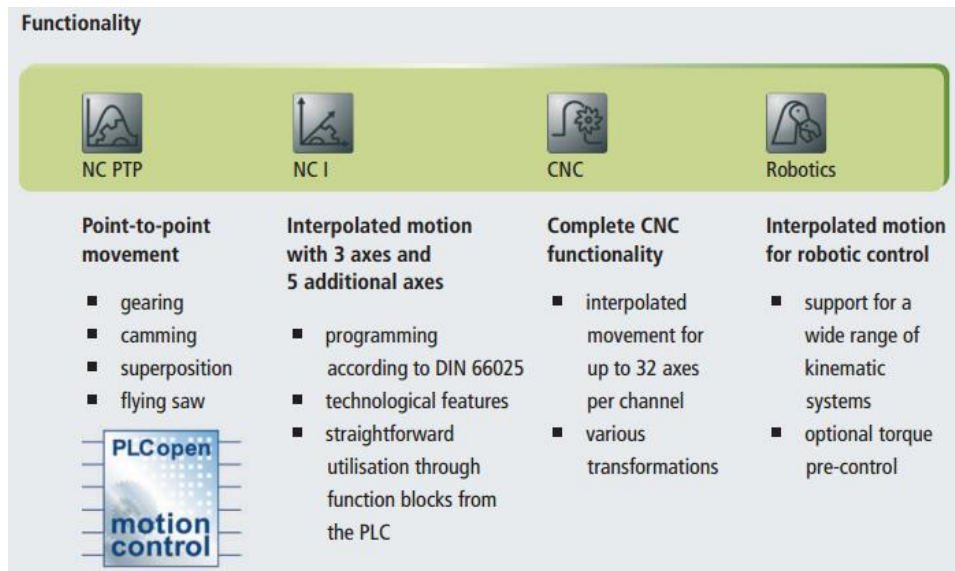 Functionality
NC PTP
NC I
CNC
Robotics
Point-to-point
movement
■ gearing
■ camming
■ superposition
■ flying saw
PLCopen
motion
control
Interpolated motion
with 3 axes and
5 additional axes
■ programming
according to DIN 66025
■ technological features
■ straightforward
utilisation through
function blocks from
the PLC
Complete CNC
functionality
■ interpolated
movement for
up to 32 axes
per channel
■ various
transformations
Interpolated motion
for robotic control
■ support for a
wide range of
kinematic
systems
■ optional torque
pre-control